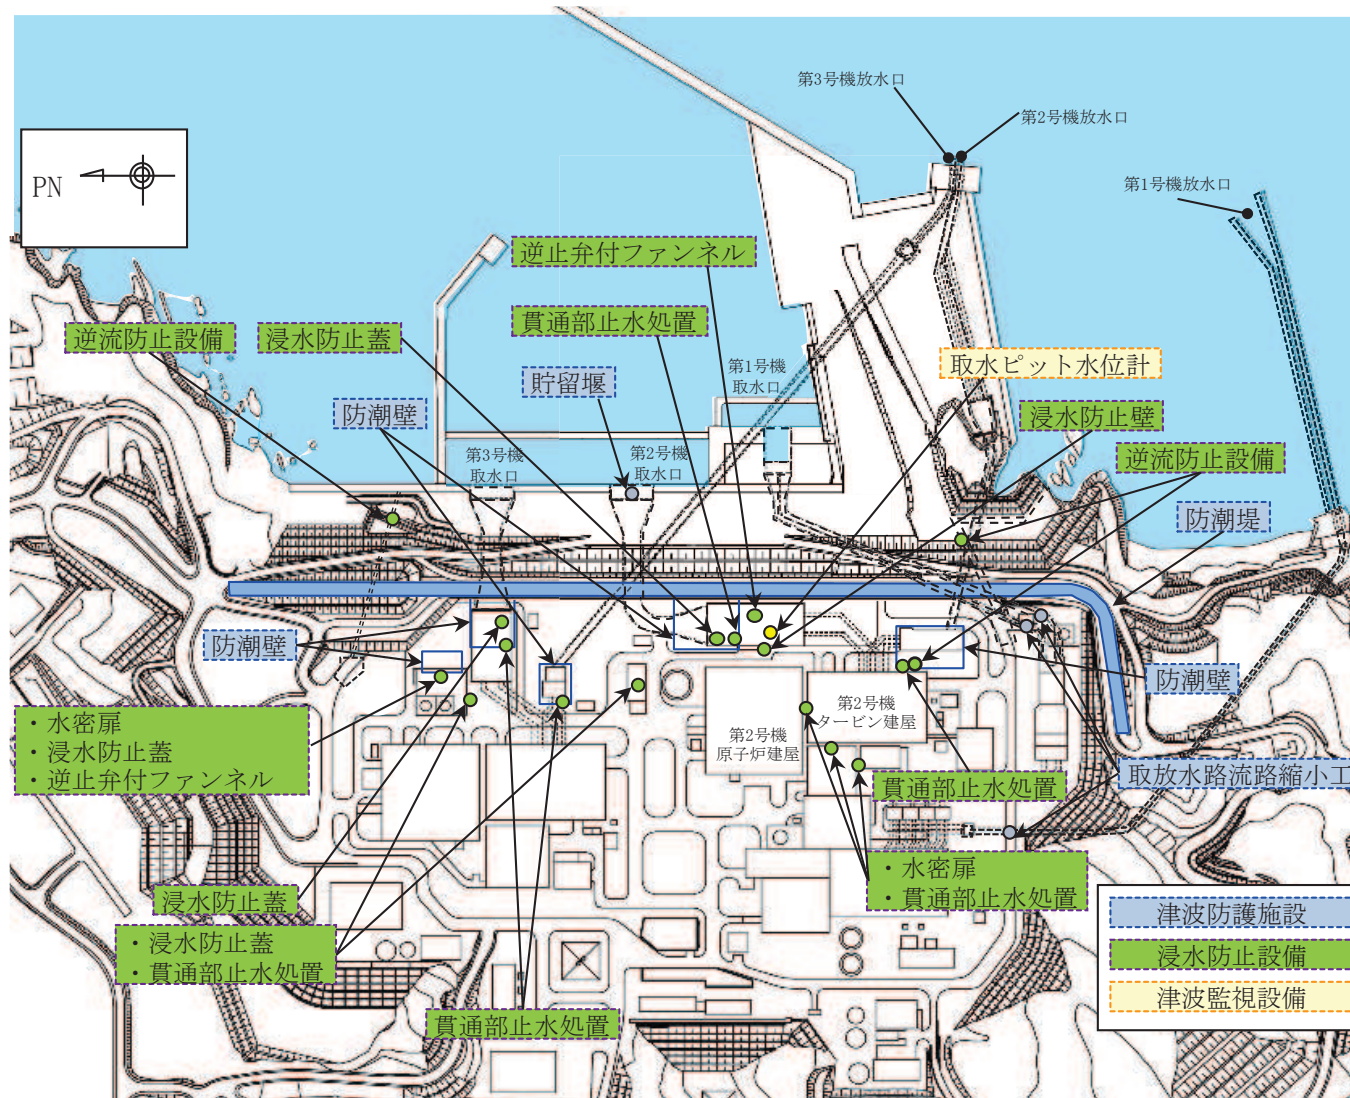 第3号機放水口
第2号機放水口
PN
第1号機放水口
逆止弁付ファンネル
貫通部止水処置
逆流防止設備
浸水防止蓋
第1号機
取水口
取水ピット水位計
貯留堰
防潮壁
浸水防止壁
第3号機
取水口
第2号機
取水口
逆流防止設備
防潮堤
防潮壁
防潮壁
・水密扉
・浸水防止蓋
・逆止弁付ファンネル
第2号機
原子炉建屋
第2号機
タービン建屋
貫通部止水処置
取放水路流路縮小工
・水密扉
・貫通部止水処置
浸水防止蓋
・浸水防止蓋
・貫通部止水処置
貫通部止水処置
津波防護施設
浸水防止設備
津波監視設備